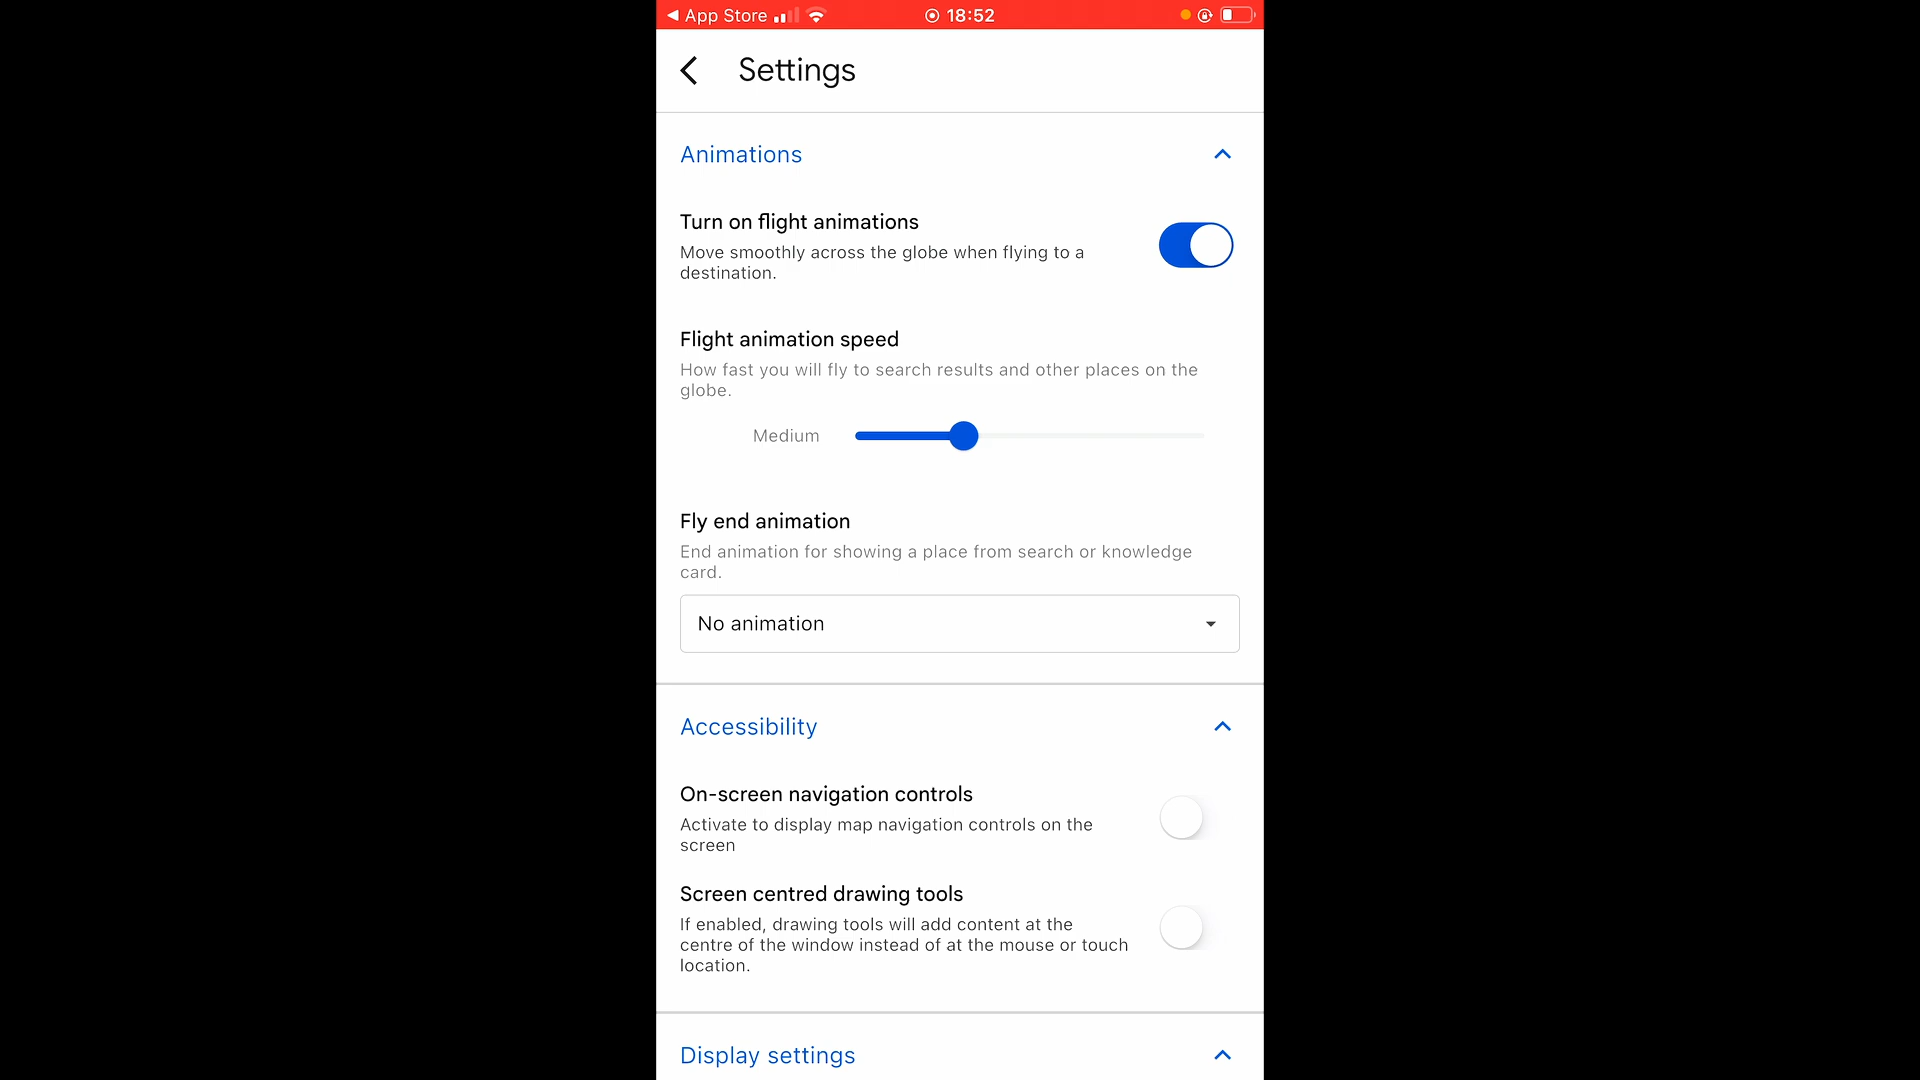 App Store 18:52
Settings
Animations
Turn on flight animations
Move smoothly across the globe when flying to a
destination.
Flight animation speed
How fast you will fly to search results and other places on the
globe.
Medium
Fly end animation
End animation for showing a place from search or knowledge
card.
No animation
Accessibility
On-screen navigation controls
Activate to display map navigation controls on the
screen
Screen centred drawing tools
If enabled, drawing tools will add content at the
centre of the window instead of at the mouse or touch
location.
Display settings